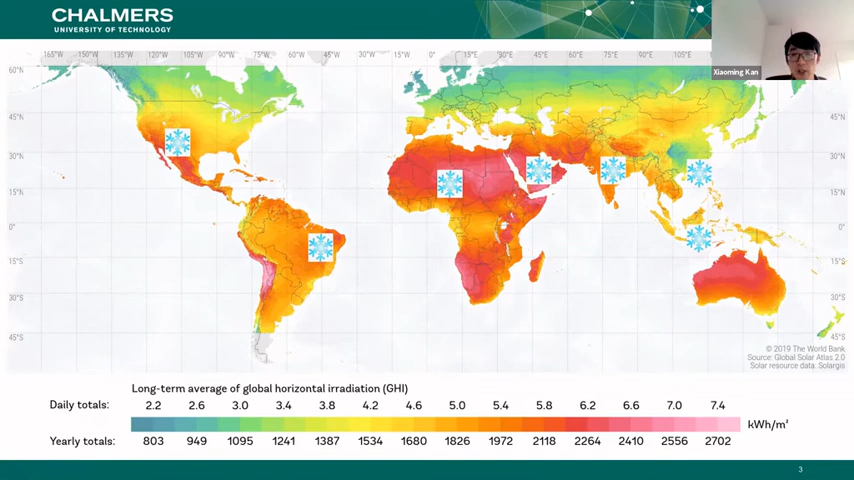 CHALMERS
UNIVERSITY OF TECHNOLOGY
Xiaoming Kan
165°W 135°W 120°W 105°W 90°W 75°W 60°W 45°W 30°W 15°W 0° 15°E 30°E 45°E 60°E 75°E 90°E 105°E
60°N
45°N 45°N
30°N 30°N
15°N 15°N
0° 0°
15°S 15°S
30°S 30°S
45°S 45°S
© 2019 The World Bank
Source: Global Solar Atlas 2.0
Solar resource data: Solargis
Long-term average of global horizontal irradiation (GHI)
Daily totals: 2.2 2.6 3.0 3.4 3.8 4.2 4.6 5.0 5.4 5.8 6.2 6.6 7.0 7.4
kWh/m²
Yearly totals: 803 949 1095 1241 1387 1534 1680 1826 1972 2118 2264 2410 2556 2702
3